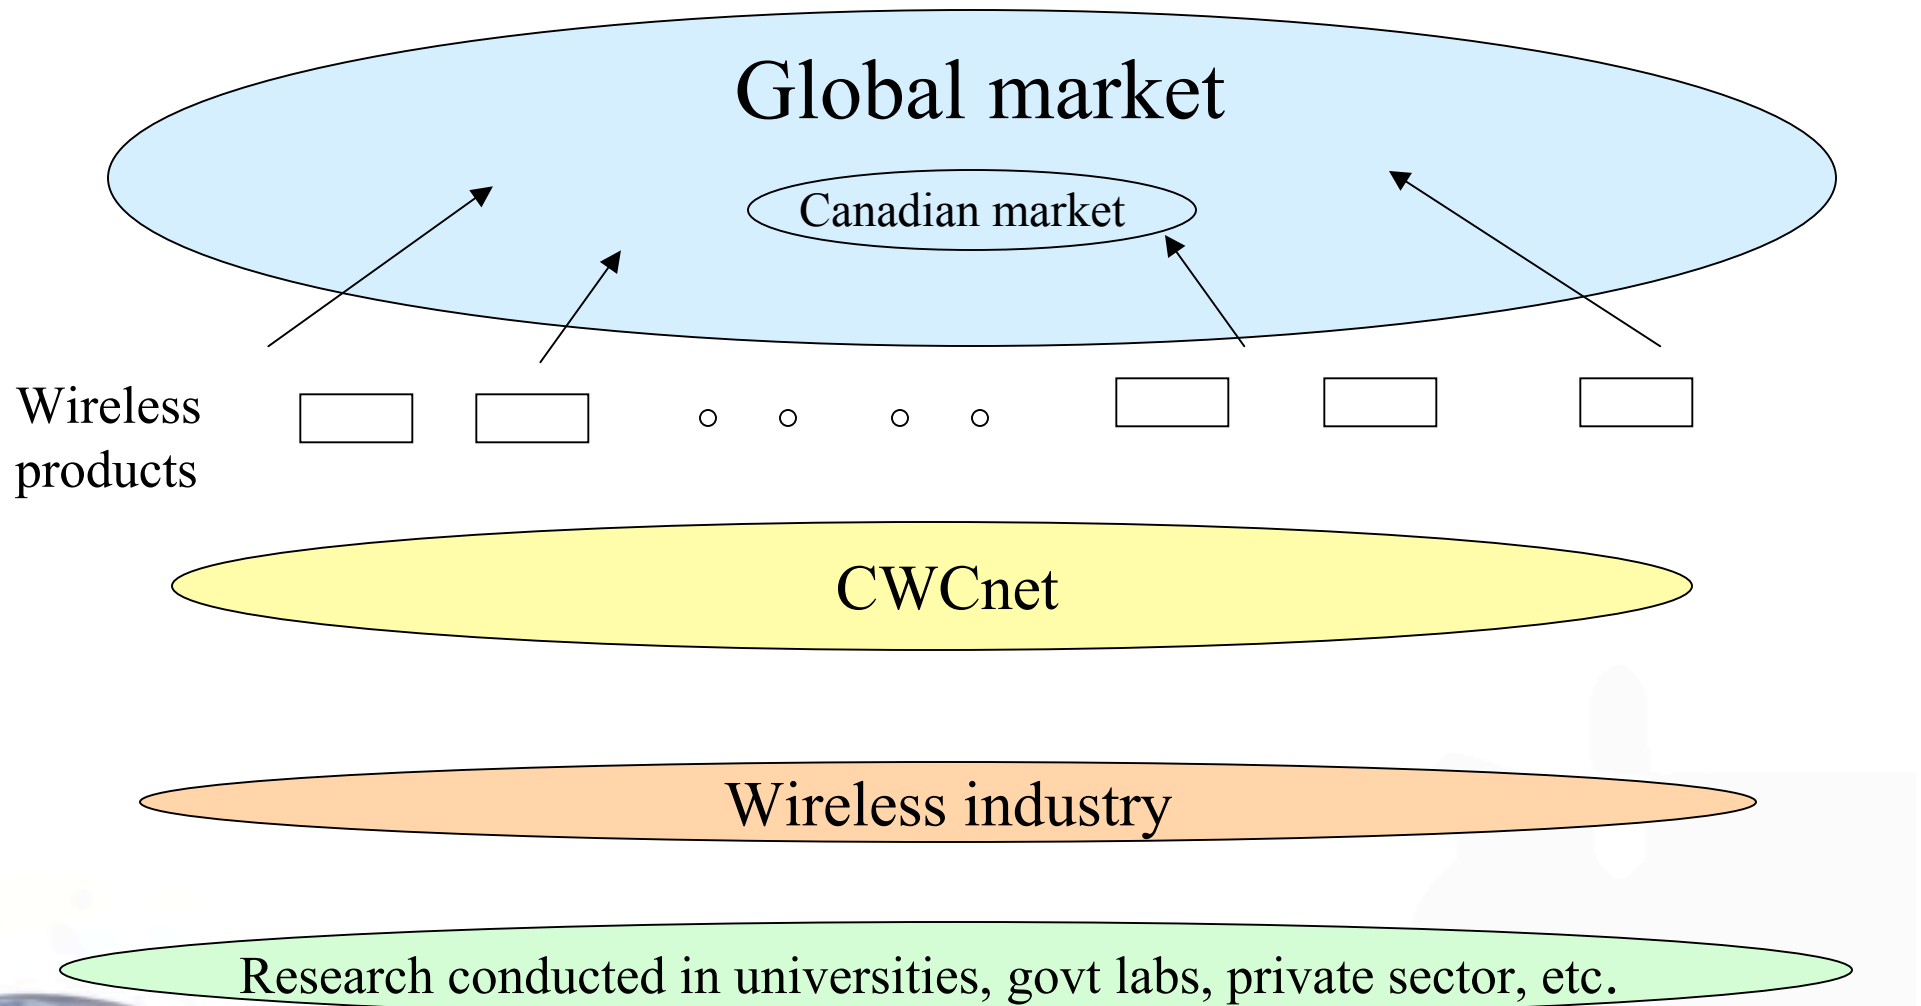 Global market
Canadian market
Wireless
products
CWCnet
Wireless industry
Research conducted in universities, govt labs, private sector, etc.